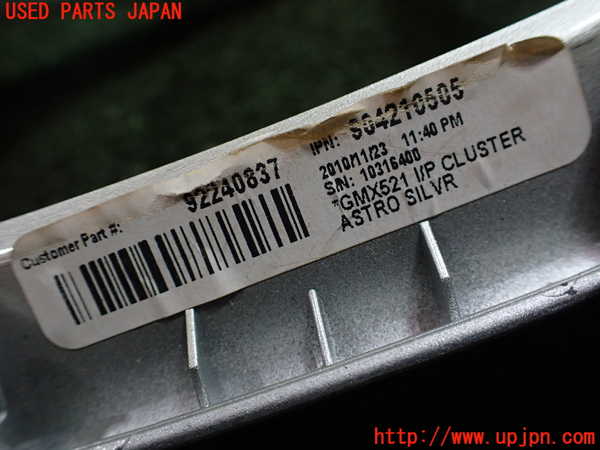 USED PARTS JAPAN
Customer Part #: 92240837
IPN: 904210505
2010/11/23 11:40 PM
S/N: 10316400
*GMX521 I/P CLUSTER
ASTRO SILVR
http://www.upjpn.com/